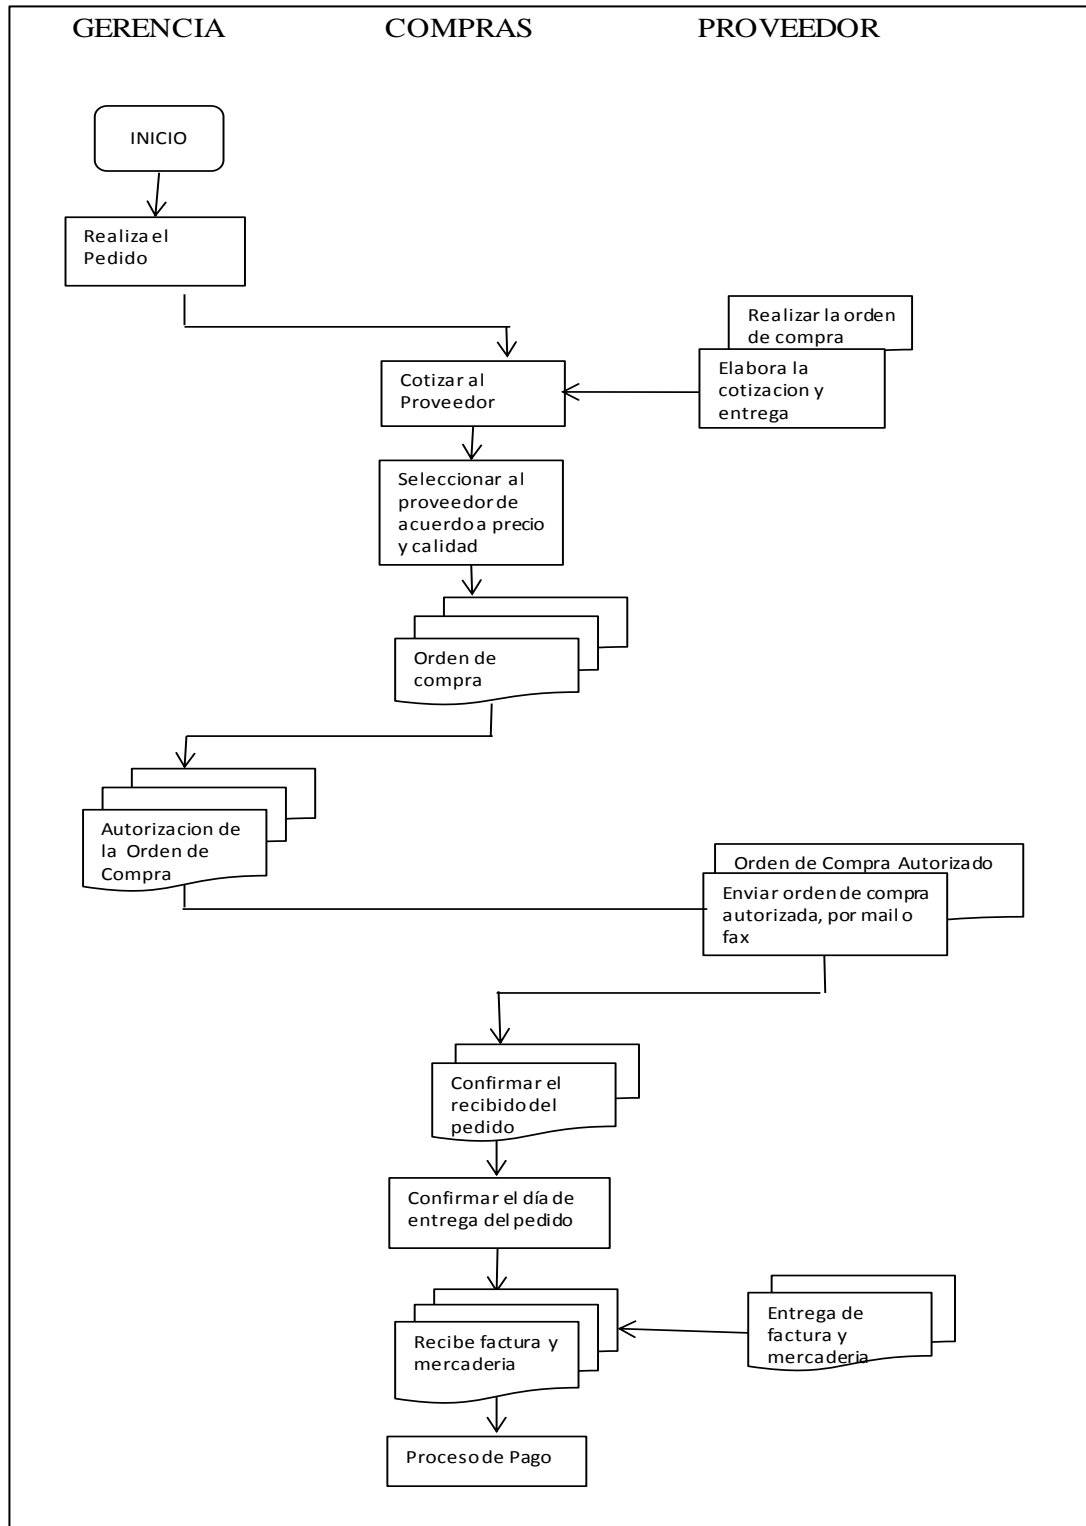 GERENCIA COMPRAS PROVEEDOR
INICIO
Realiza el
Pedido
Realizar la orden
de compra
Cotizar al
Proveedor
Elabora la
cotizacion y
entrega
Seleccionar al
proveedor de
acuerdo a precio
y calidad
Orden de
compra
Autorizacion de
la Orden de
Compra
Orden de Compra Autorizado
Enviar orden de compra
autorizada, por mail o
fax
Confirmar el
recibido del
pedido
Confirmar el día de
entrega del pedido
Recibe factura y
mercaderia
Entrega de
factura y
mercaderia
Proceso de Pago